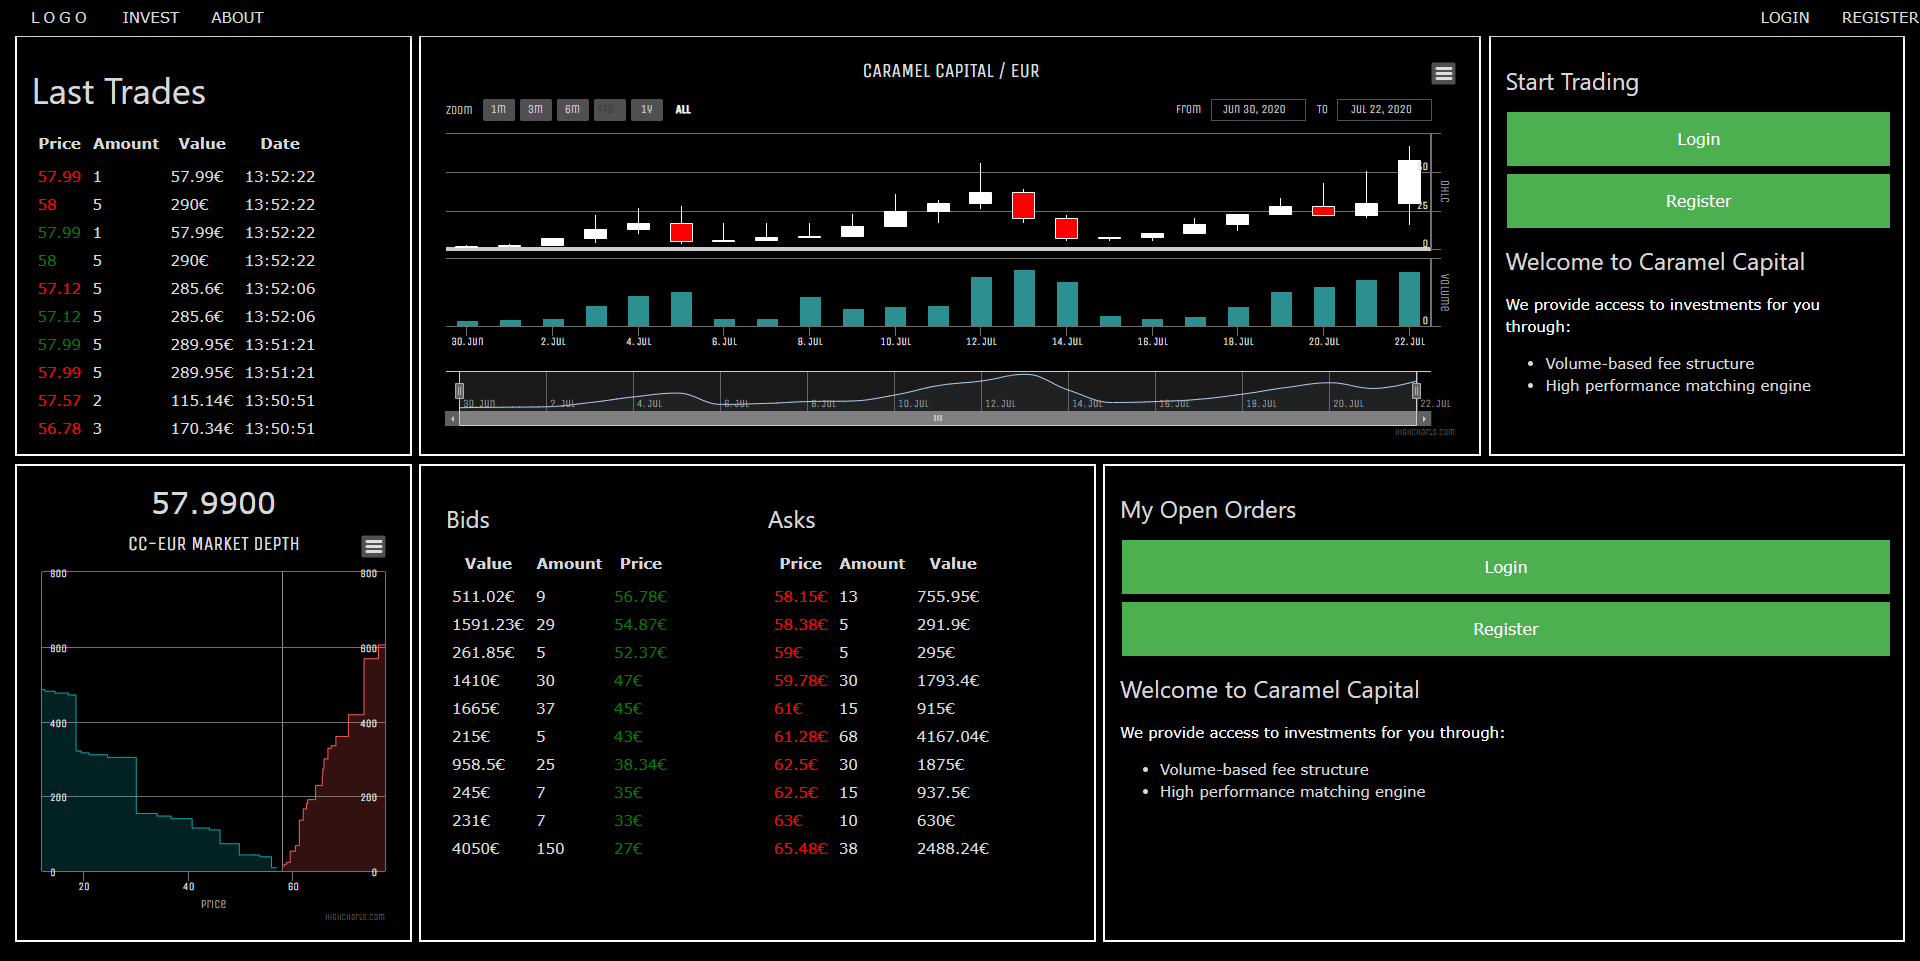 L O G O INVEST ABOUT LOGIN REGISTER
Last Trades
Price Amount Value Date
57.99 1 57.99€ 13:52:22
58 5 290€ 13:52:22
57.99 1 57.99€ 13:52:22
58 5 290€ 13:52:22
57.12 5 285.6€ 13:52:06
57.12 5 285.6€ 13:52:06
57.99 5 289.95€ 13:51:21
57.99 5 289.95€ 13:51:21
57.57 2 115.14€ 13:50:51
56.78 3 170.34€ 13:50:51
CARAMEL CAPITAL / EUR
Zoom 1m 3m 6m YTD 1y All
From Jun 30, 2020 To Jul 22, 2020
50
25
0
OHLC
Volume
0
30. Jun 2. Jul 4. Jul 6. Jul 8. Jul 10. Jul 12. Jul 14. Jul 16. Jul 18. Jul 20. Jul 22. Jul
30. Jun 2. Jul 4. Jul 6. Jul 8. Jul 10. Jul 12. Jul 14. Jul 16. Jul 18. Jul 20. Jul 22. Jul
Highcharts.com
Start Trading
Login
Register
Welcome to Caramel Capital
We provide access to investments for you
through:
• Volume-based fee structure
• High performance matching engine
57.9900
CC-EUR MARKET DEPTH
800 800
600 600
400 400
200 200
0 0
20 40 60
Price
Highcharts.com
Bids
Value Amount Price
511.02€ 9 56.78€
1591.23€ 29 54.87€
261.85€ 5 52.37€
1410€ 30 47€
1665€ 37 45€
215€ 5 43€
958.5€ 25 38.34€
245€ 7 35€
231€ 7 33€
4050€ 150 27€
Asks
Price Amount Value
58.15€ 13 755.95€
58.38€ 5 291.9€
59€ 5 295€
59.78€ 30 1793.4€
61€ 15 915€
61.28€ 68 4167.04€
62.5€ 30 1875€
62.5€ 15 937.5€
63€ 10 630€
65.48€ 38 2488.24€
My Open Orders
Login
Register
Welcome to Caramel Capital
We provide access to investments for you through:
• Volume-based fee structure
• High performance matching engine